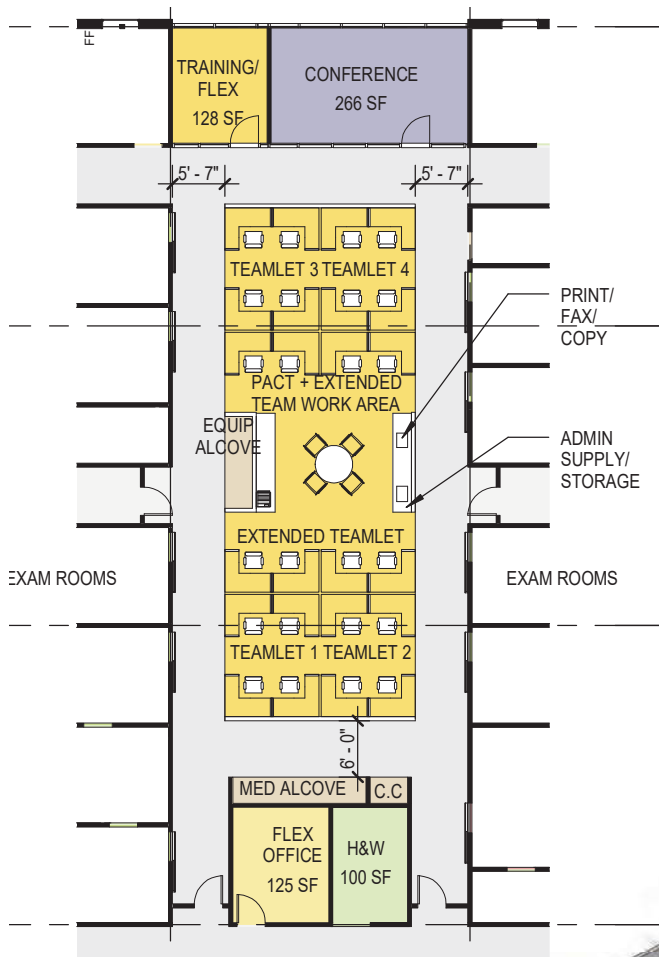 FF
TRAINING/
FLEX
128 SF
CONFERENCE
266 SF
5' - 7"
5' - 7"
TEAMLET 3
TEAMLET 4
PRINT/
FAX/
COPY
PACT + EXTENDED
TEAM WORK AREA
EQUIP
ALCOVE
ADMIN
SUPPLY/
STORAGE
EXTENDED TEAMLET
EXAM ROOMS
EXAM ROOMS
TEAMLET 1
TEAMLET 2
6' - 0"
MED ALCOVE
C.C
FLEX
OFFICE
125 SF
H&W
100 SF